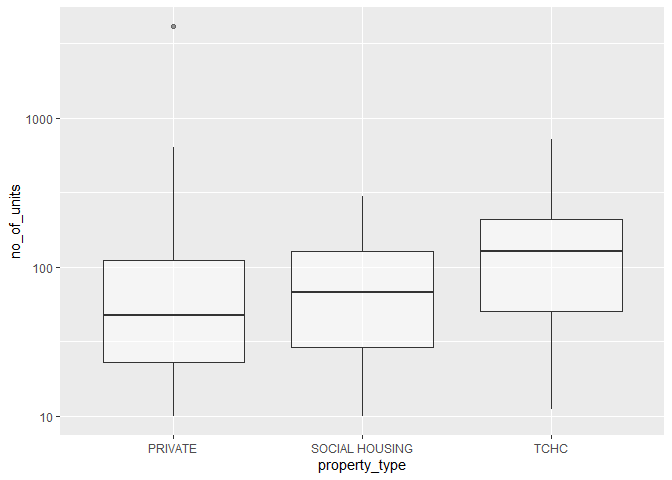 1000
100
10
no_of_units
PRIVATE
SOCIAL HOUSING
TCHC
property_type